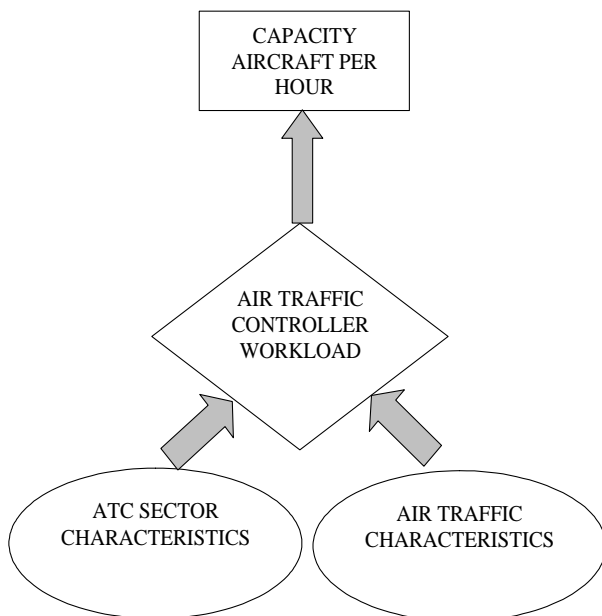 CAPACITY
AIRCRAFT PER
HOUR
AIR TRAFFIC
CONTROLLER
WORKLOAD
ATC SECTOR
CHARACTERISTICS
AIR TRAFFIC
CHARACTERISTICS